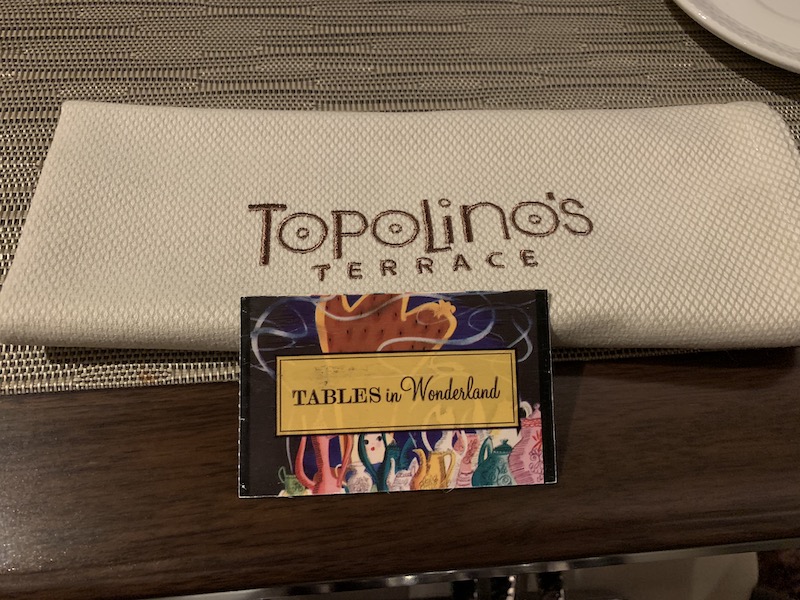 TOPOLINO'S
TERRACE
TABLES in Wonderland